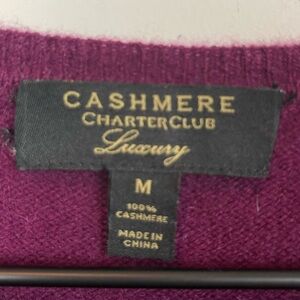 CASHMERE
CHARTER CLUB
Luxury
M
100%
CASHMERE
MADE IN
CHINA